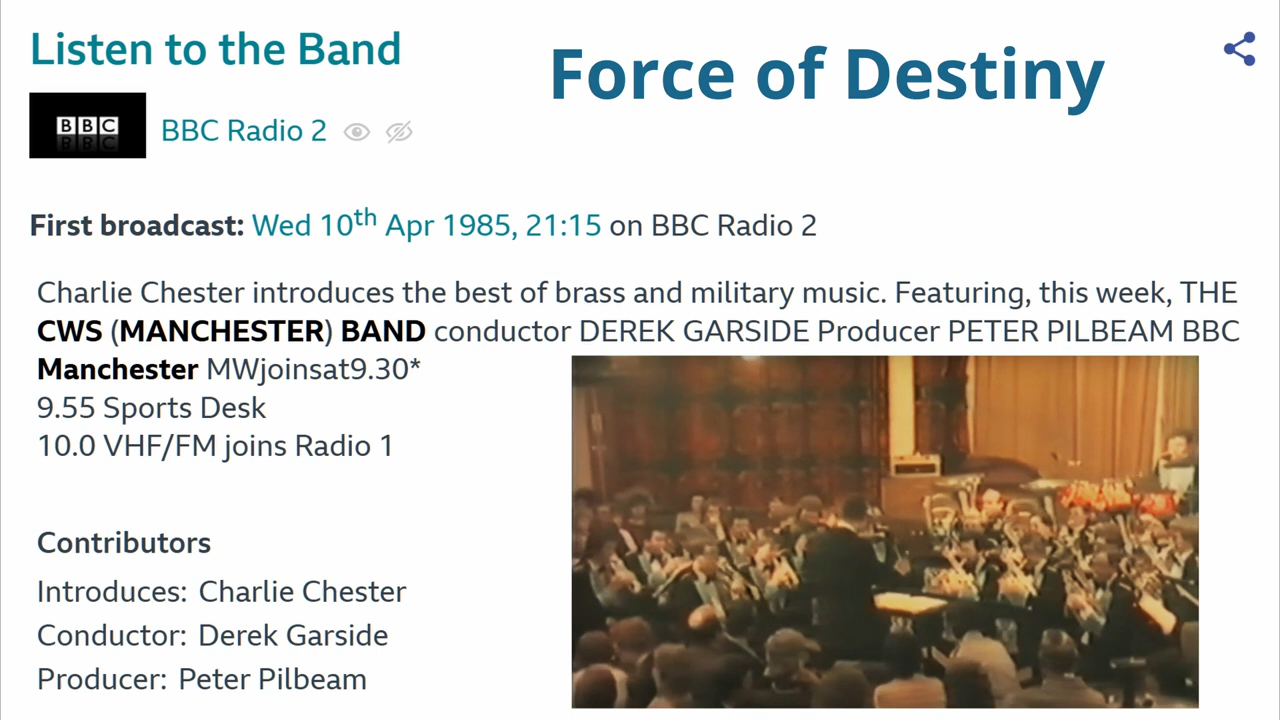 Listen to the Band
Force of Destiny
BBC
BBC Radio 2
First broadcast: Wed 10th Apr 1985, 21:15 on BBC Radio 2
Charlie Chester introduces the best of brass and military music. Featuring, this week, THE
CWS (MANCHESTER) BAND conductor DEREK GARSIDE Producer PETER PILBEAM BBC
Manchester MWjoinsat9.30*
9.55 Sports Desk
10.0 VHF/FM joins Radio 1
Contributors
Introduces: Charlie Chester
Conductor: Derek Garside
Producer: Peter Pilbeam